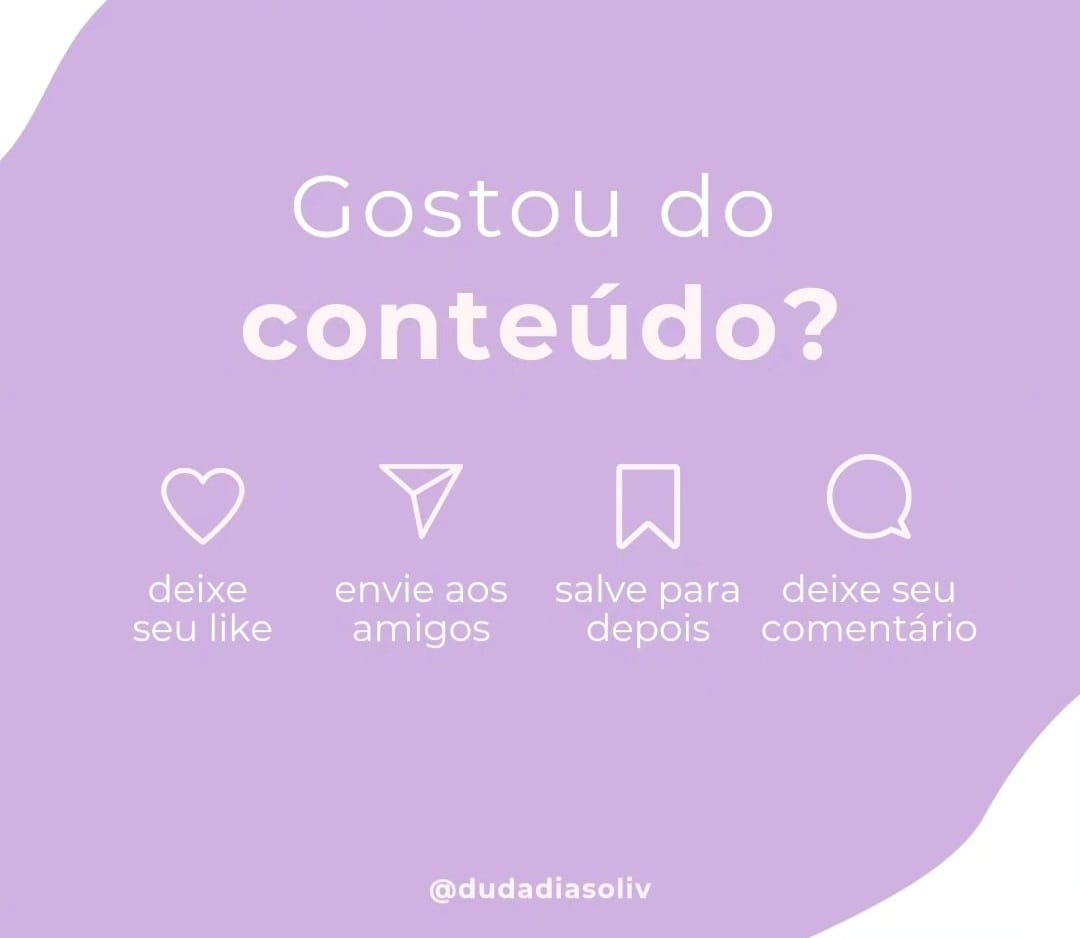 Gostou do
conteúdo?
deixe
seu like
envie aos
amigos
salve para
depois
deixe seu
comentário
@dudadiasoliv